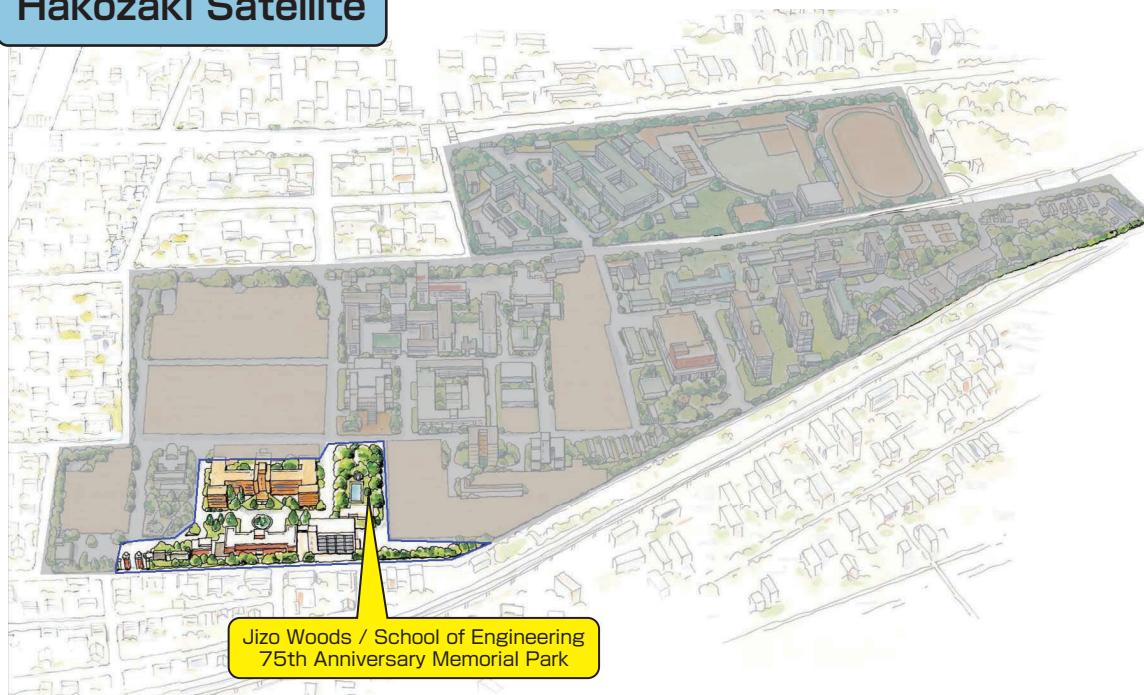 Hakozaki Satellite
Jizo Woods / School of Engineering
75th Anniversary Memorial Park